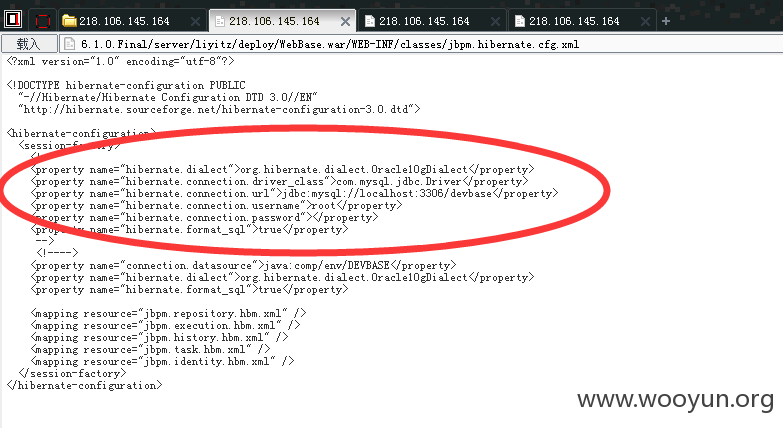 218.106.145.164 218.106.145.164 218.106.145.164 218.106.145.164
载入 6.1.0.Final/server/liyitz/deploy/WebBase.war/WEB-INF/classes/jbpm.hibernate.cfg.xml
<?xml version="1.0" encoding="utf-8"?>
<!DOCTYPE hibernate-configuration PUBLIC
"-//Hibernate/Hibernate Configuration DTD 3.0//EN"
"http://hibernate.sourceforge.net/hibernate-configuration-3.0.dtd">
<hibernate-configuration>
<session-factory>
<!--
<property name="hibernate.dialect">org.hibernate.dialect.Oracle10gDialect</property>
<property name="hibernate.connection.driver_class">com.mysql.jdbc.Driver</property>
<property name="hibernate.connection.url">jdbc:mysql://localhost:3306/devbase</property>
<property name="hibernate.connection.username">root</property>
<property name="hibernate.connection.password"></property>
<property name="hibernate.format_sql">true</property>
-->
<!---->
<property name="connection.datasource">java:comp/env/DEVBASE</property>
<property name="hibernate.dialect">org.hibernate.dialect.Oracle10gDialect</property>
<property name="hibernate.format_sql">true</property>
<mapping resource="jbpm.repository.hbm.xml" />
<mapping resource="jbpm.execution.hbm.xml" />
<mapping resource="jbpm.history.hbm.xml" />
<mapping resource="jbpm.task.hbm.xml" />
<mapping resource="jbpm.identity.hbm.xml" />
</session-factory>
</hibernate-configuration>
www.wooyun.org